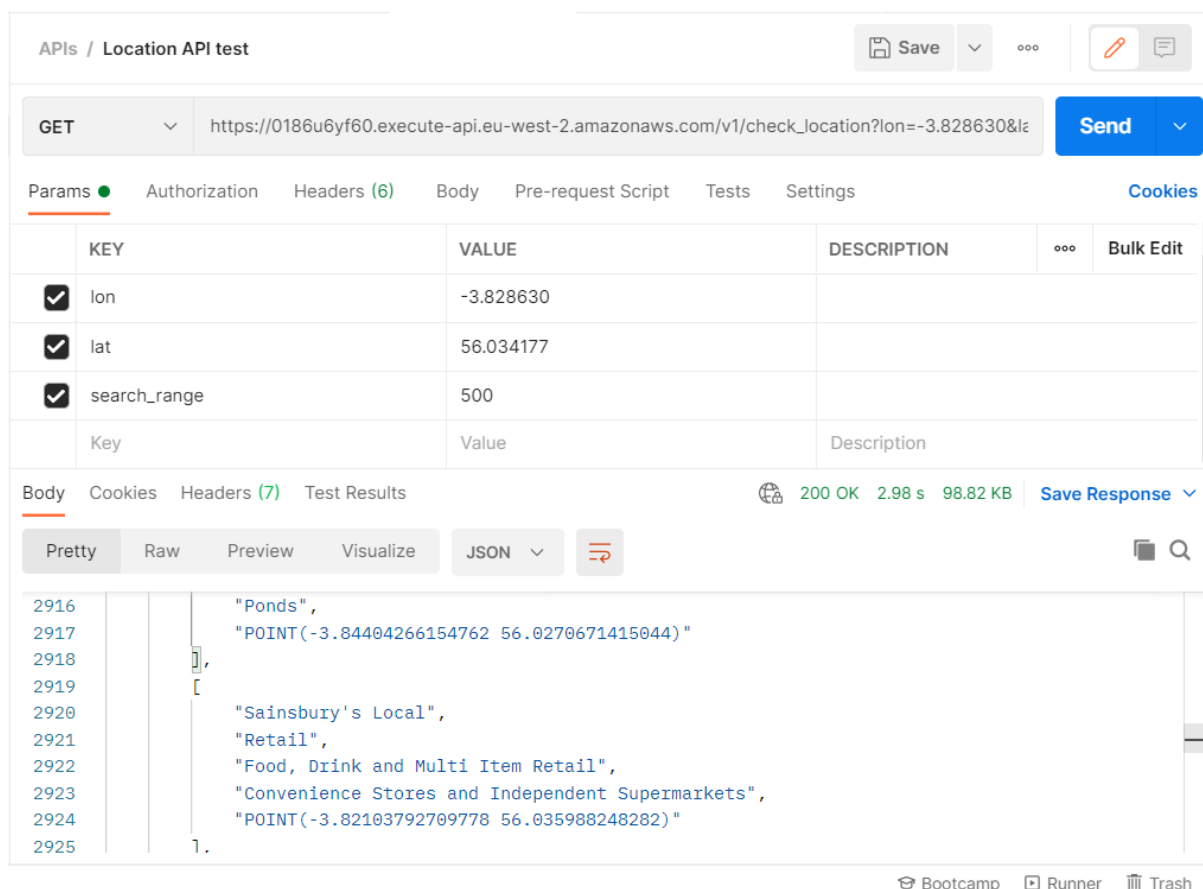 APIs / Location API test
Save
GET
https://0186u6yf60.execute-api.eu-west-2.amazonaws.com/v1/check_location?lon=-3.828630&la
Send
Params Authorization Headers (6) Body Pre-request Script Tests Settings Cookies
KEY VALUE DESCRIPTION Bulk Edit
lon -3.828630
lat 56.034177
search_range 500
Key Value Description
Body Cookies Headers (7) Test Results 200 OK 2.98 s 98.82 KB Save Response
Pretty Raw Preview Visualize JSON
2916 "Ponds",
2917 "POINT(-3.84404266154762 56.0270671415044)"
2918 ],
2919 [
2920 "Sainsbury's Local",
2921 "Retail",
2922 "Food, Drink and Multi Item Retail",
2923 "Convenience Stores and Independent Supermarkets",
2924 "POINT(-3.82103792709778 56.035988248282)"
2925 ],
Bootcamp Runner Trash